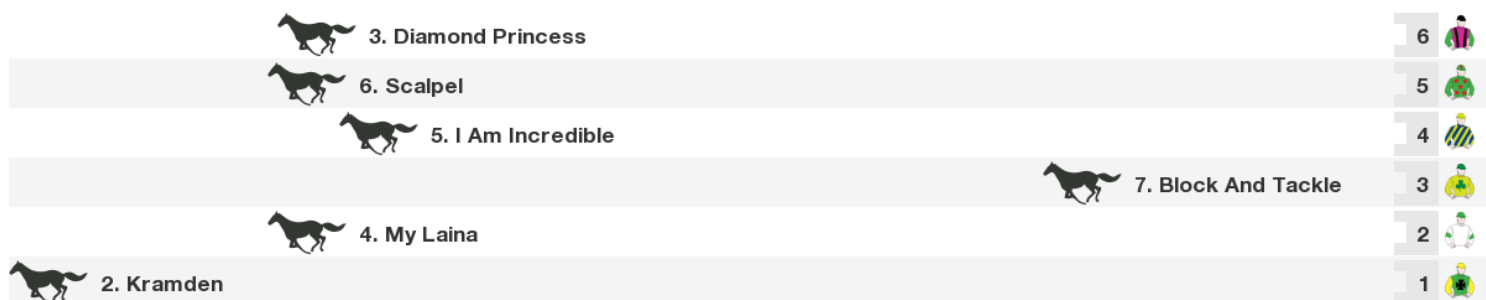 3. Diamond Princess 6
6. Scalpel 5
5. I Am Incredible 4
7. Block And Tackle 3
4. My Laina 2
2. Kramden 1